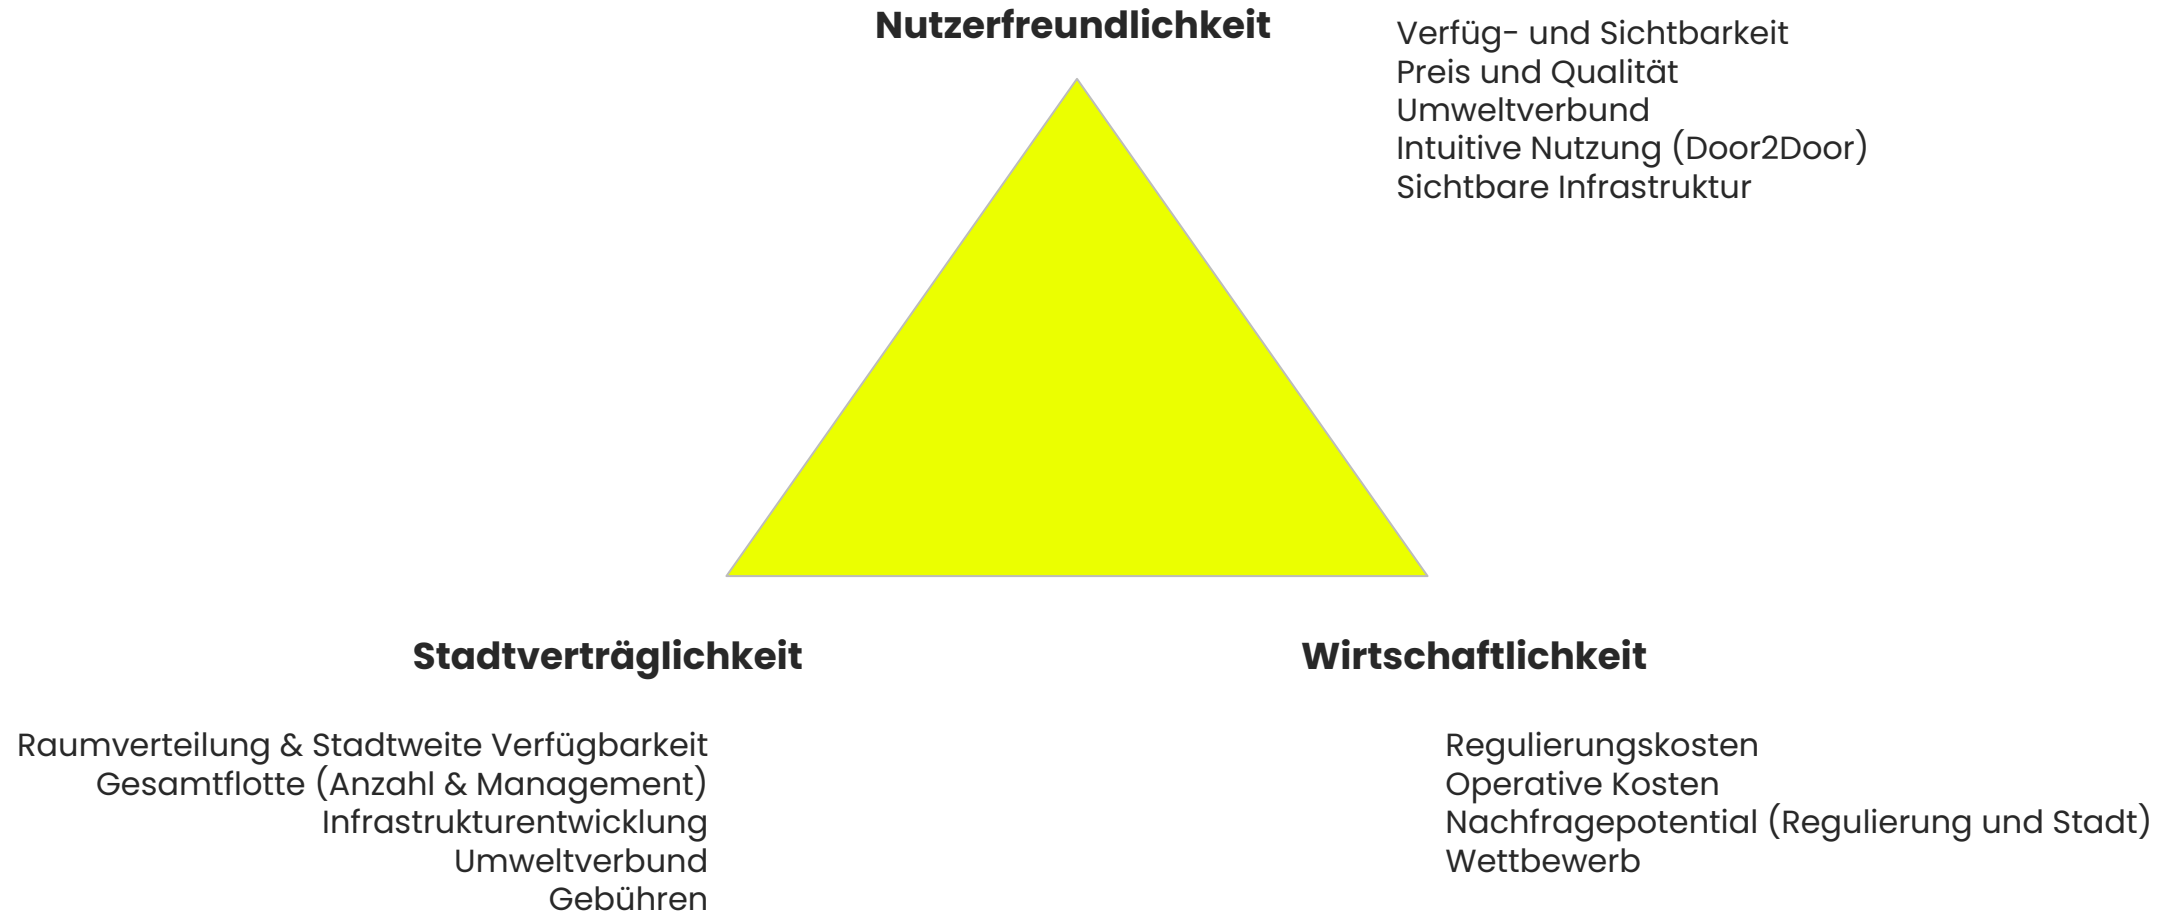 Nutzerfreundlichkeit
Verfüg- und Sichtbarkeit
Preis und Qualität
Umweltverbund
Intuitive Nutzung (Door2Door)
Sichtbare Infrastruktur
Stadtverträglichkeit
Raumverteilung & Stadtweite Verfügbarkeit
Gesamtflotte (Anzahl & Management)
Infrastrukturentwicklung
Umweltverbund
Gebühren
Wirtschaftlichkeit
Regulierungskosten
Operative Kosten
Nachfragepotential (Regulierung und Stadt)
Wettbewerb